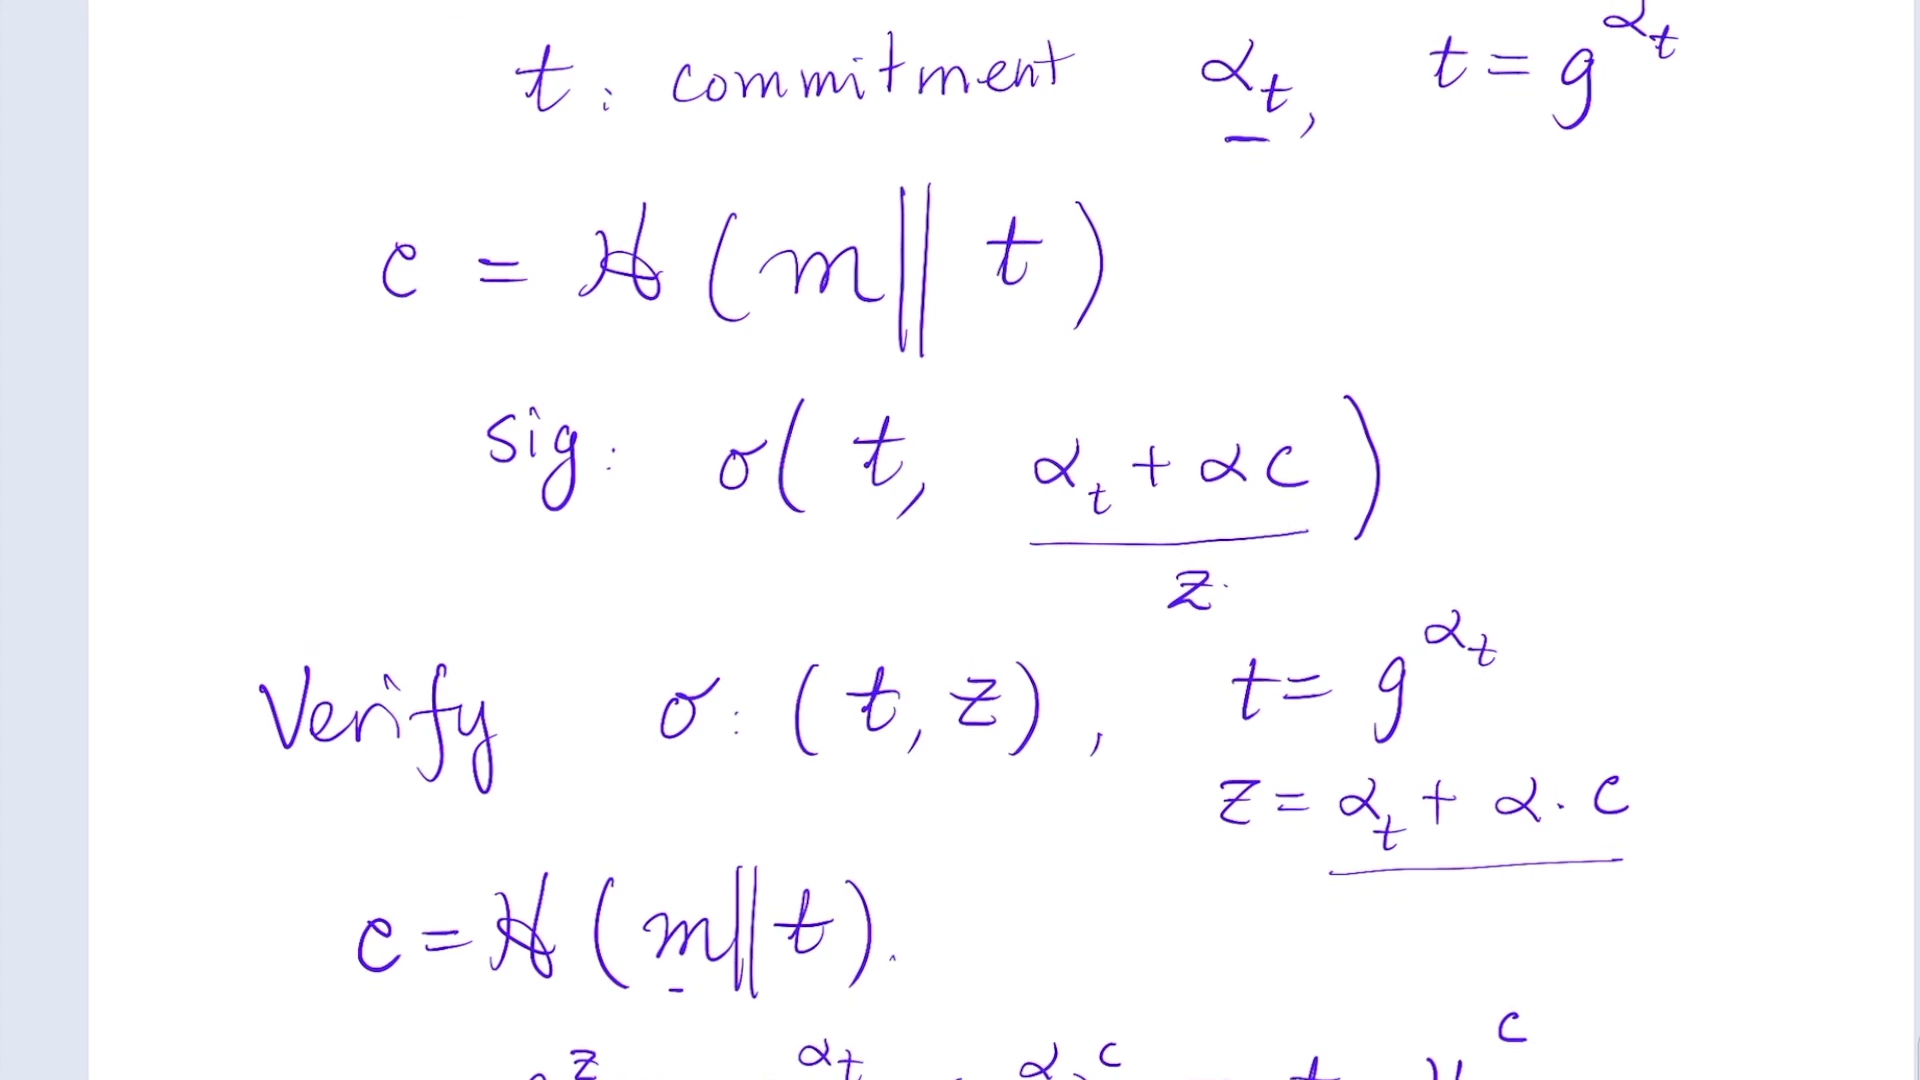 t: commitment α_t, t = g^{α_t}
c = H(m‖t)
sig: σ(t, α_t + αc)
z.
Verify σ: (t, z), t = g^{α_t}
z = α_t + α·c
c = H(m‖t).